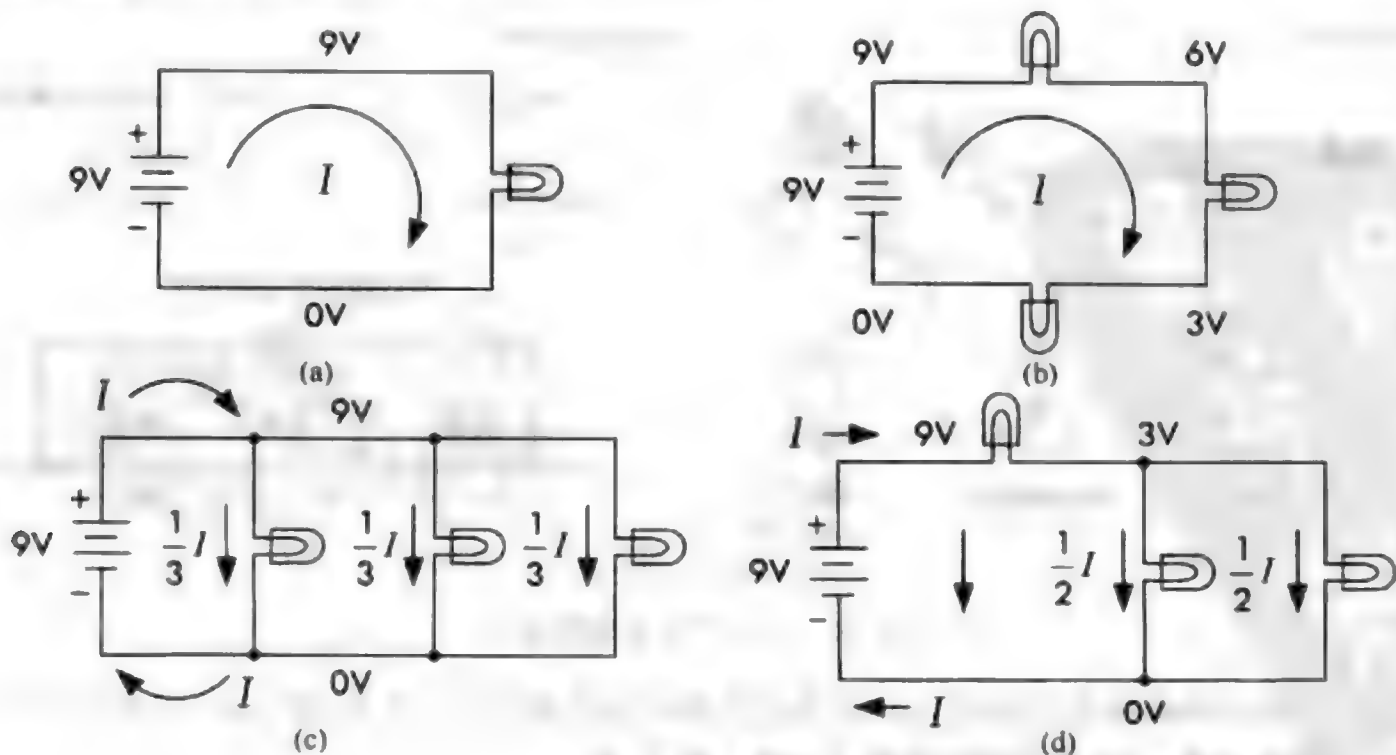 9V
+
9V
I
-
0V
(a)
9V
6V
+
9V
I
-
0V
3V
(b)
I
9V
+
9V
1/3 I
1/3 I
1/3 I
-
I
0V
(c)
I
9V
3V
+
9V
1/2 I
1/2 I
-
I
0V
(d)